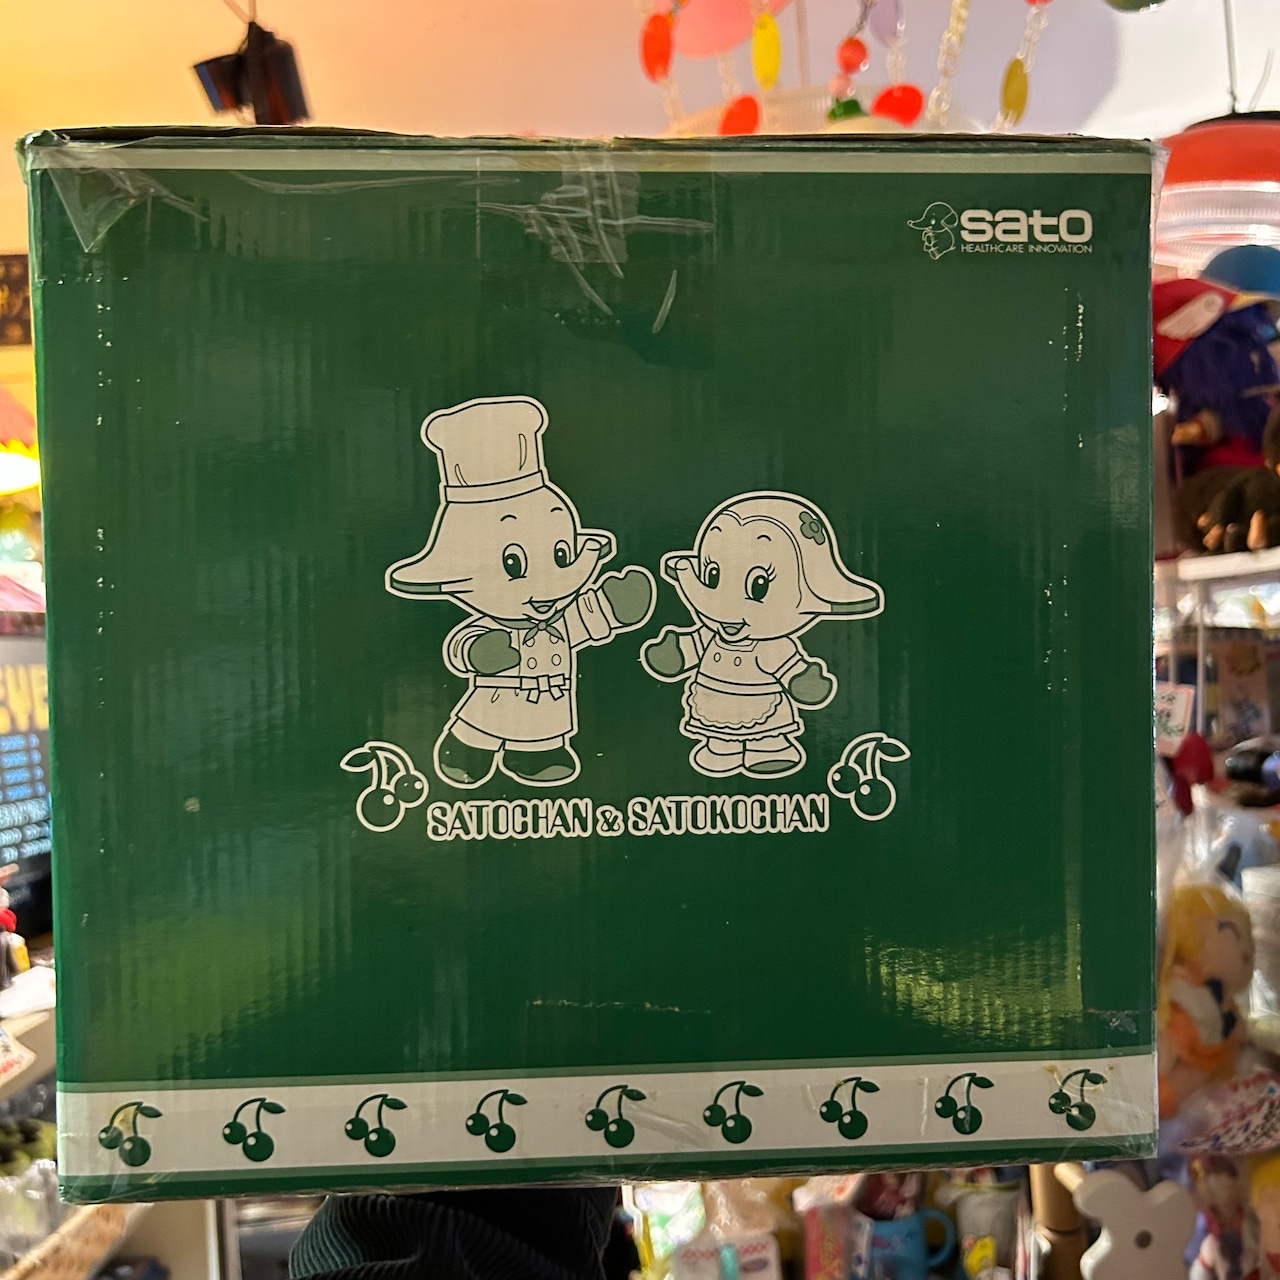 sato
HEALTHCARE INNOVATION
SATOCHAN & SATOKOCHAN